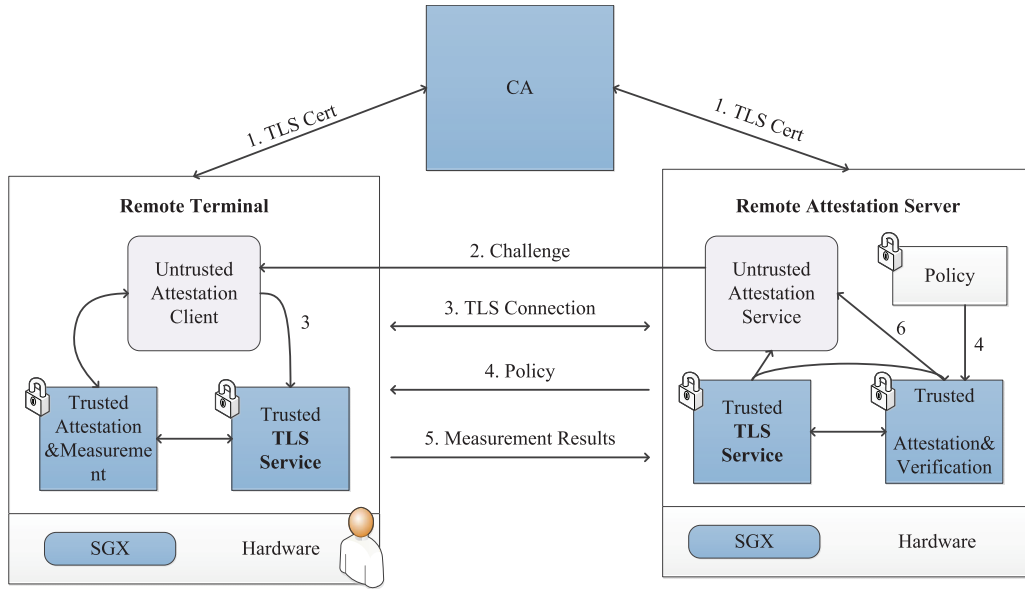 CA
1. TLS Cert
1. TLS Cert
Remote Terminal
Untrusted
Attestation
Client
3
Trusted
Attestation
&Measureme
nt
Trusted
TLS
Service
SGX
Hardware
2. Challenge
3. TLS Connection
4. Policy
5. Measurement Results
Remote Attestation Server
Untrusted
Attestation
Service
Policy
6
4
Trusted
TLS
Service
Trusted
Attestation&
Verification
SGX
Hardware